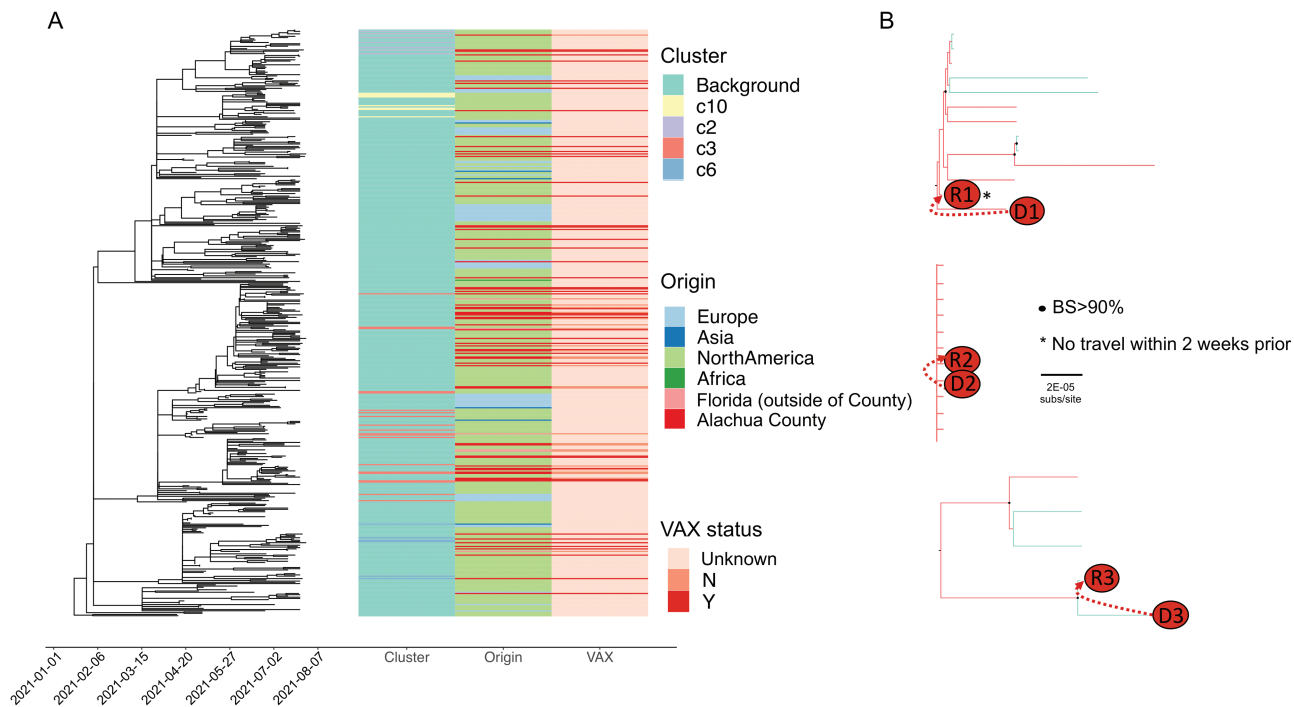 A
B
Cluster
Background
c10
c2
c3
c6
Origin
Europe
Asia
NorthAmerica
Africa
Florida (outside of County)
Alachua County
VAX status
Unknown
N
Y
2021-01-01
2021-02-06
2021-03-15
2021-04-20
2021-05-27
2021-07-02
2021-08-07
Cluster
Origin
VAX
R1 *
D1
BS>90%
* No travel within 2 weeks prior
2E-05
subs/site
R2
D2
R3
D3